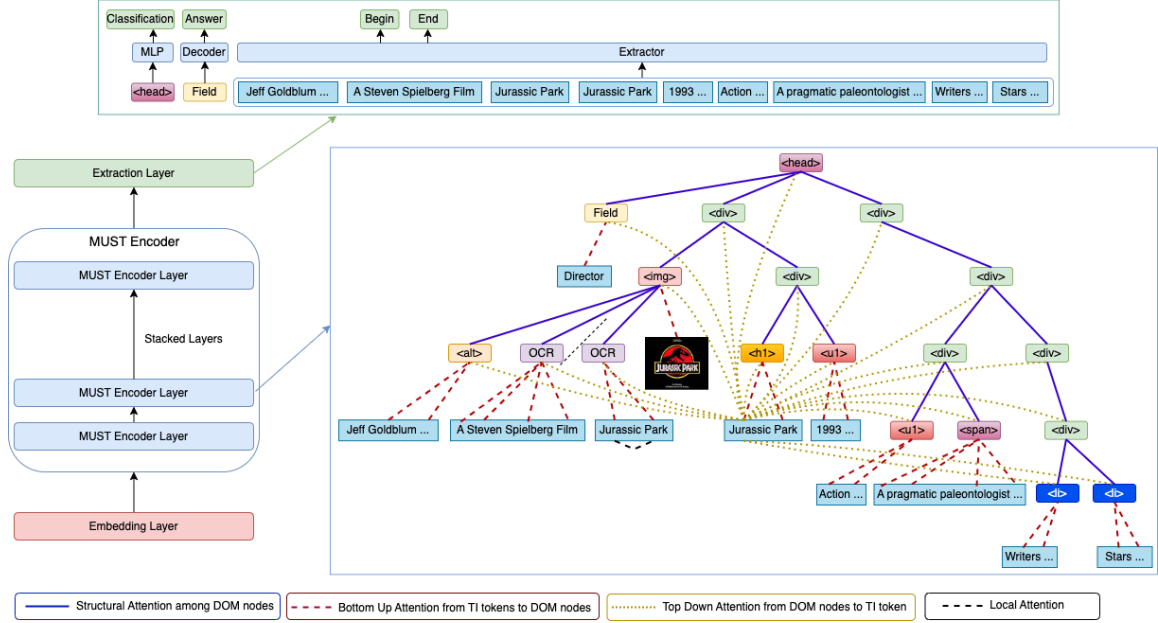 Classification Answer Begin End
MLP Decoder Extractor
<head> Field Jeff Goldblum ... A Steven Spielberg Film Jurassic Park Jurassic Park 1993 ... Action ... A pragmatic paleontologist ... Writers ... Stars ...
Extraction Layer
MUST Encoder
MUST Encoder Layer
Stacked Layers
MUST Encoder Layer
MUST Encoder Layer
Embedding Layer
<head>
Field <div> <div>
Director <img> <div> <div>
<alt> OCR OCR JURASSIC PARK <h1> <u1> <div> <div>
Jeff Goldblum ... A Steven Spielberg Film Jurassic Park Jurassic Park 1993 ... <u1> <span> <div>
Action ... A pragmatic paleontologist ... <li> <li>
Writers ... Stars ...
Structural Attention among DOM nodes Bottom Up Attention from TI tokens to DOM nodes Top Down Attention from DOM nodes to TI token Local Attention